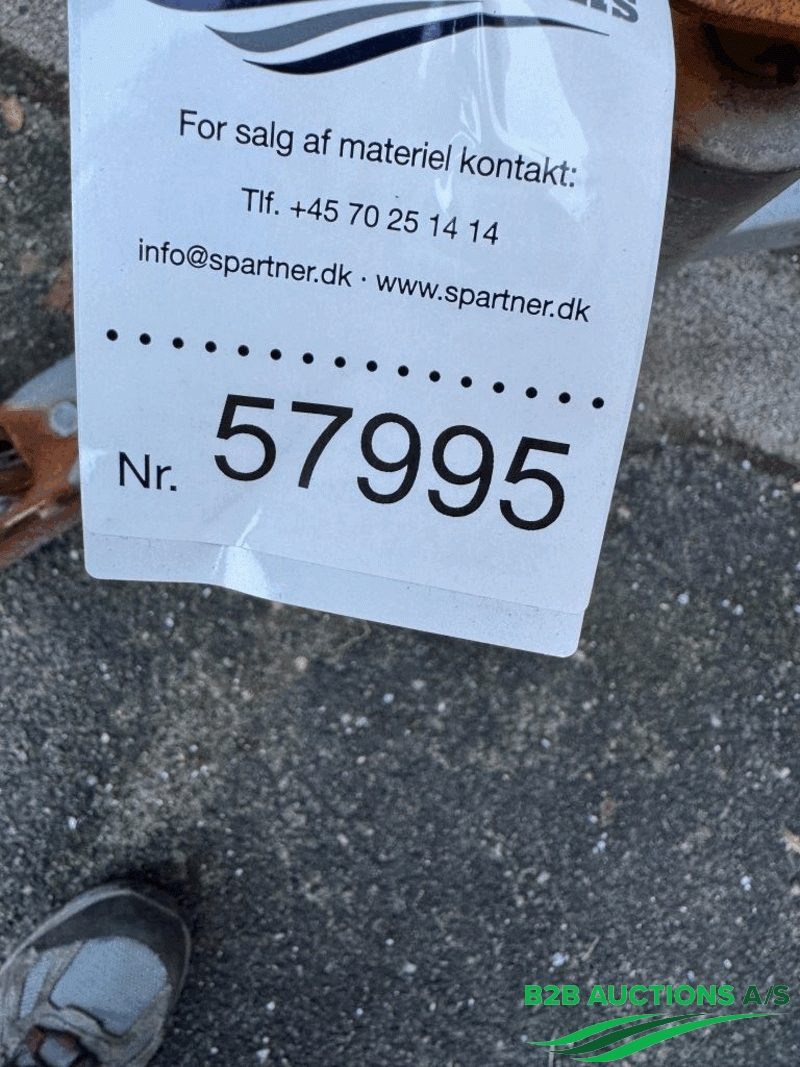 For salg af materiel kontakt:
Tlf. +45 70 25 14 14
info@spartner.dk · www.spartner.dk
Nr. 57995
B2B AUCTIONS A/S